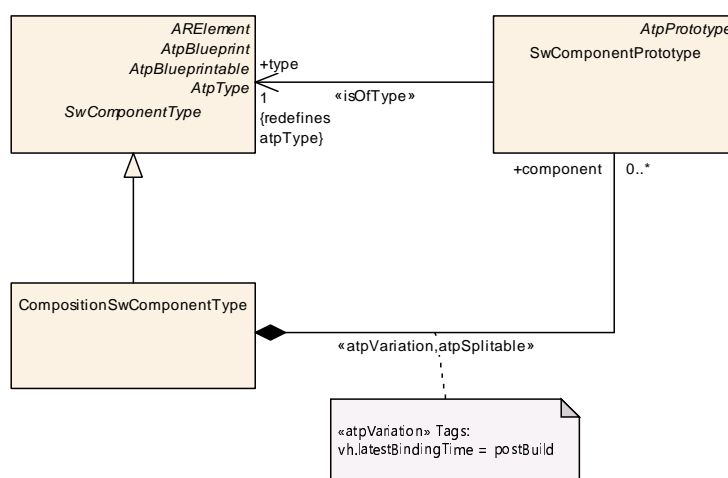 ARElement
AtpBlueprint
AtpBlueprintable
AtpType
SwComponentType
+type
1
{redefines
atpType}
«isOfType»
AtpPrototype
SwComponentPrototype
+component
0..*
CompositionSwComponentType
«atpVariation,atpSplitable»
«atpVariation» Tags:
vh.latestBindingTime = postBuild